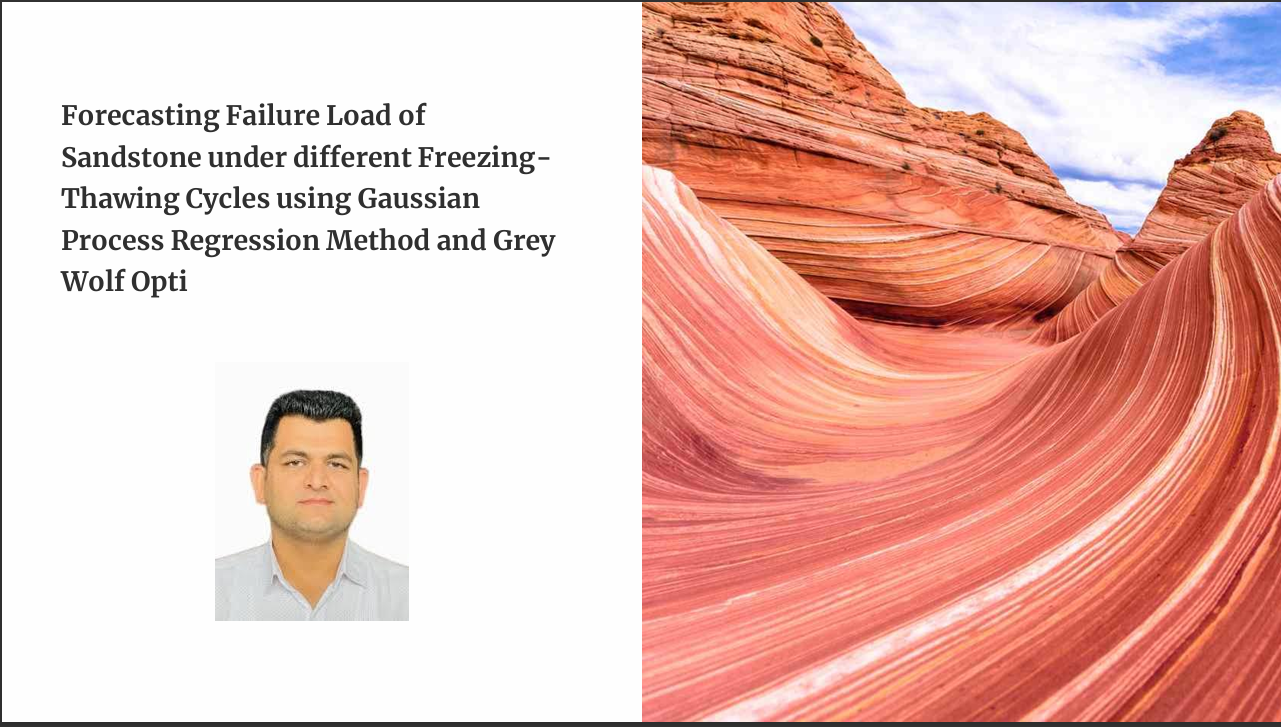 Forecasting Failure Load of
Sandstone under different Freezing-
Thawing Cycles using Gaussian
Process Regression Method and Grey
Wolf Opti